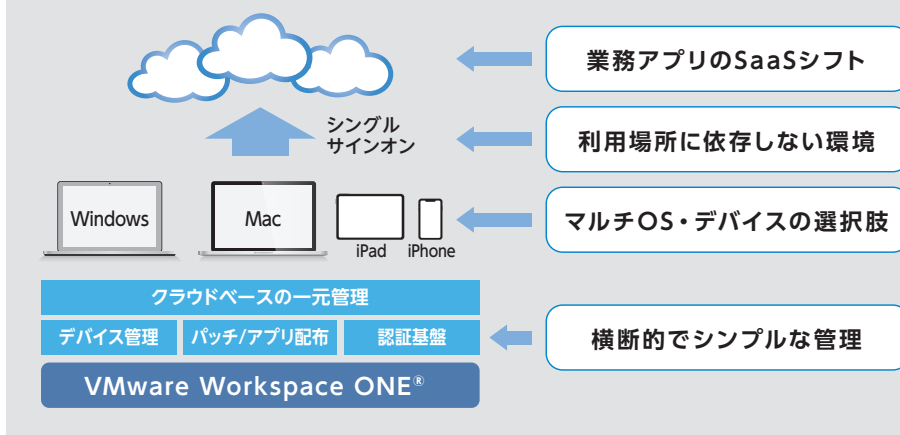 業務アプリのSaaSシフト
シングル
サインオン
利用場所に依存しない環境
Windows
Mac
iPad
iPhone
マルチOS・デバイスの選択肢
クラウドベースの一元管理
デバイス管理
パッチ/アプリ配布
認証基盤
横断的でシンプルな管理
VMware Workspace ONE®